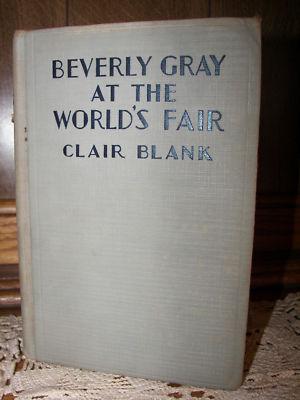 BEVERLY GRAY
AT THE
WORLD'S FAIR
CLAIR BLANK